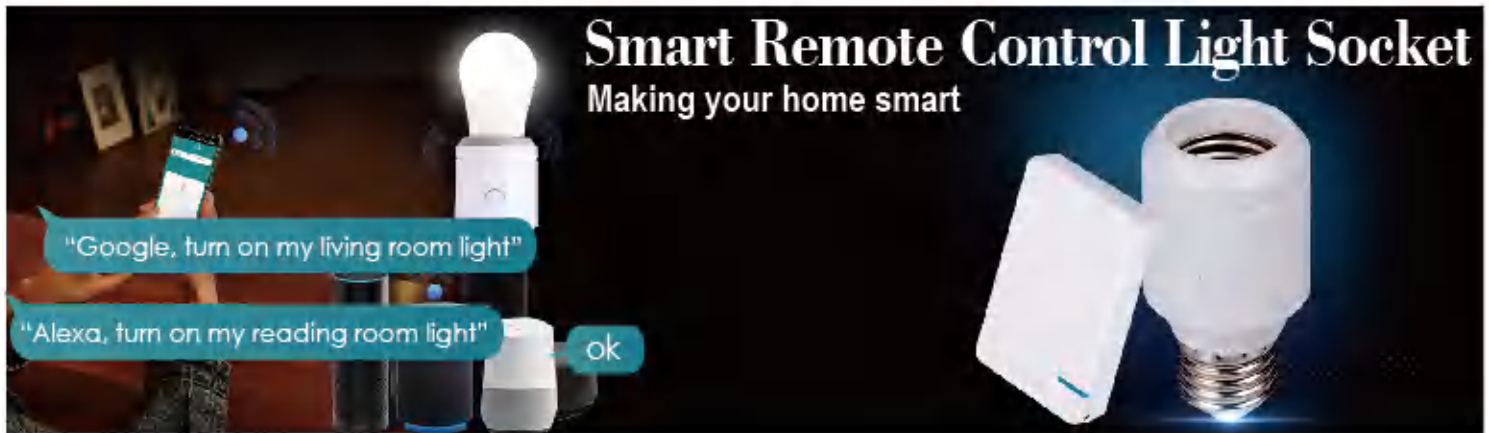 Smart Remote Control Light Socket
Making your home smart
"Google, turn on my living room light"
"Alexa, turn on my reading room light"
ok